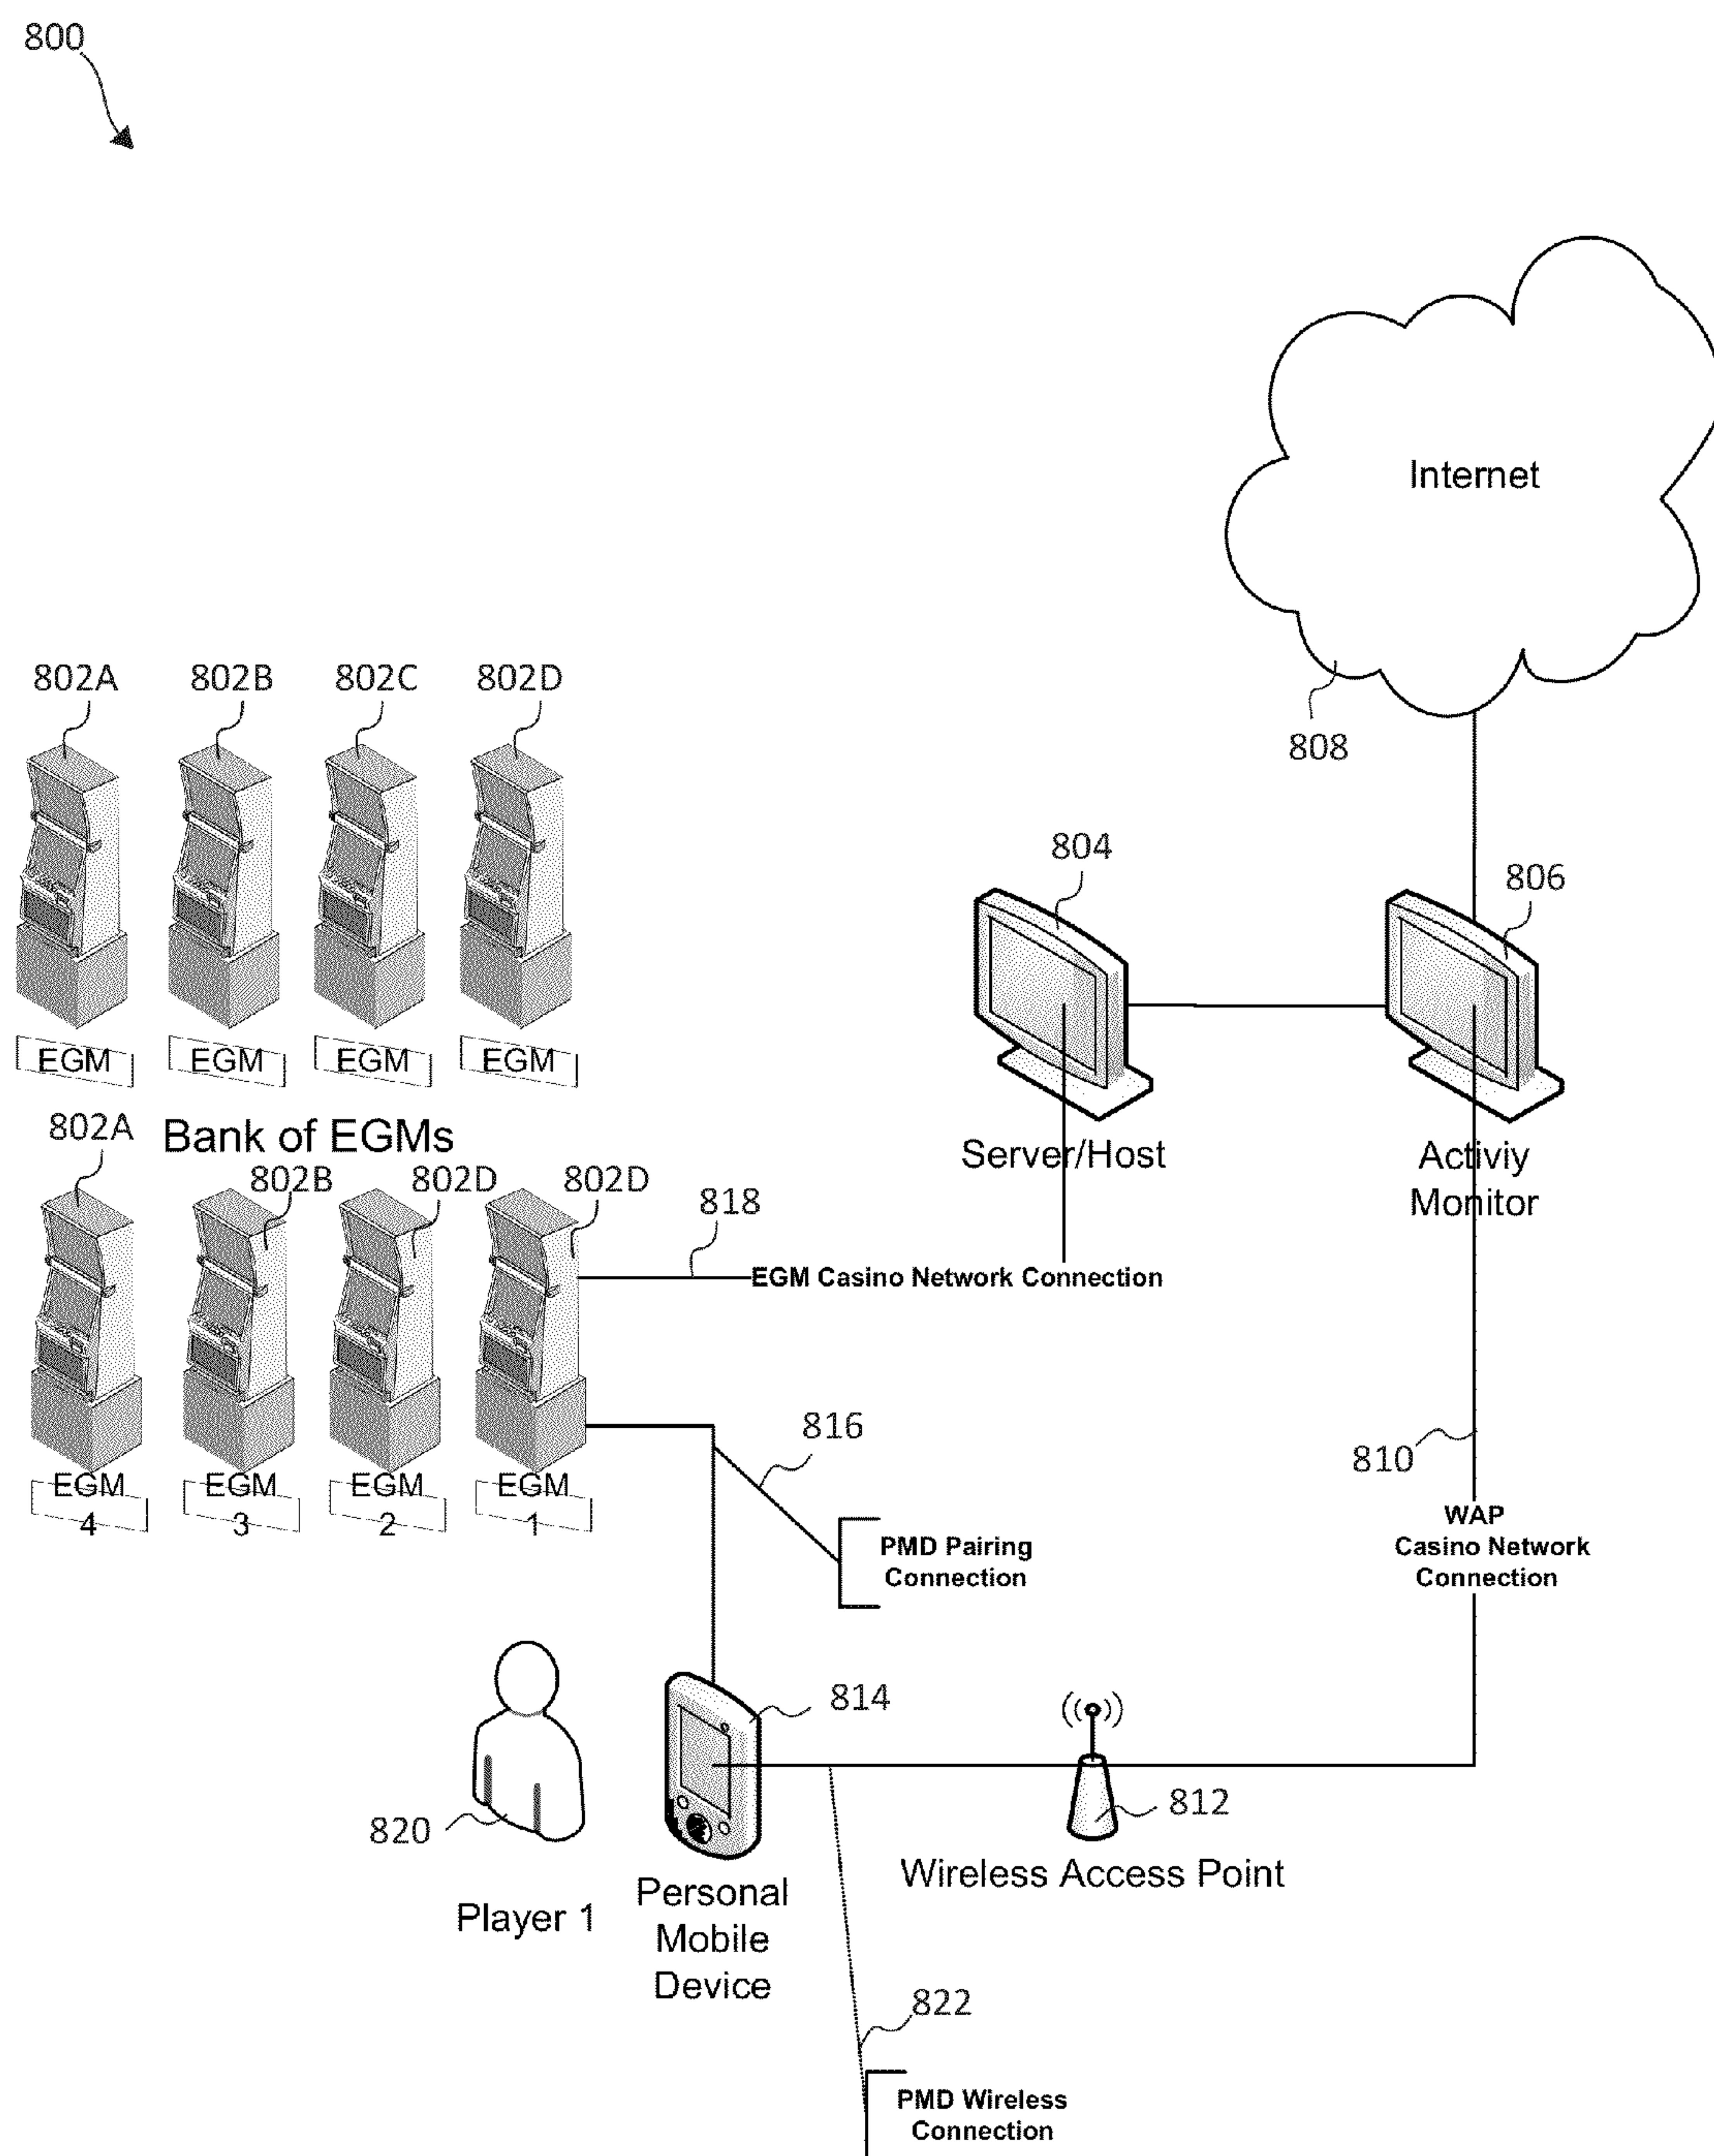 800
Internet
808
802A 802B 802C 802D
804
806
EGM EGM EGM EGM
Bank of EGMs
802A
802B
802D
802D
Server/Host
Activiy
Monitor
818
EGM Casino Network Connection
816
810
EGM
4
EGM
3
EGM
2
EGM
1
WAP
Casino Network
Connection
PMD Pairing
Connection
814
812
820
Wireless Access Point
Player 1
Personal
Mobile
Device
822
PMD Wireless
Connection